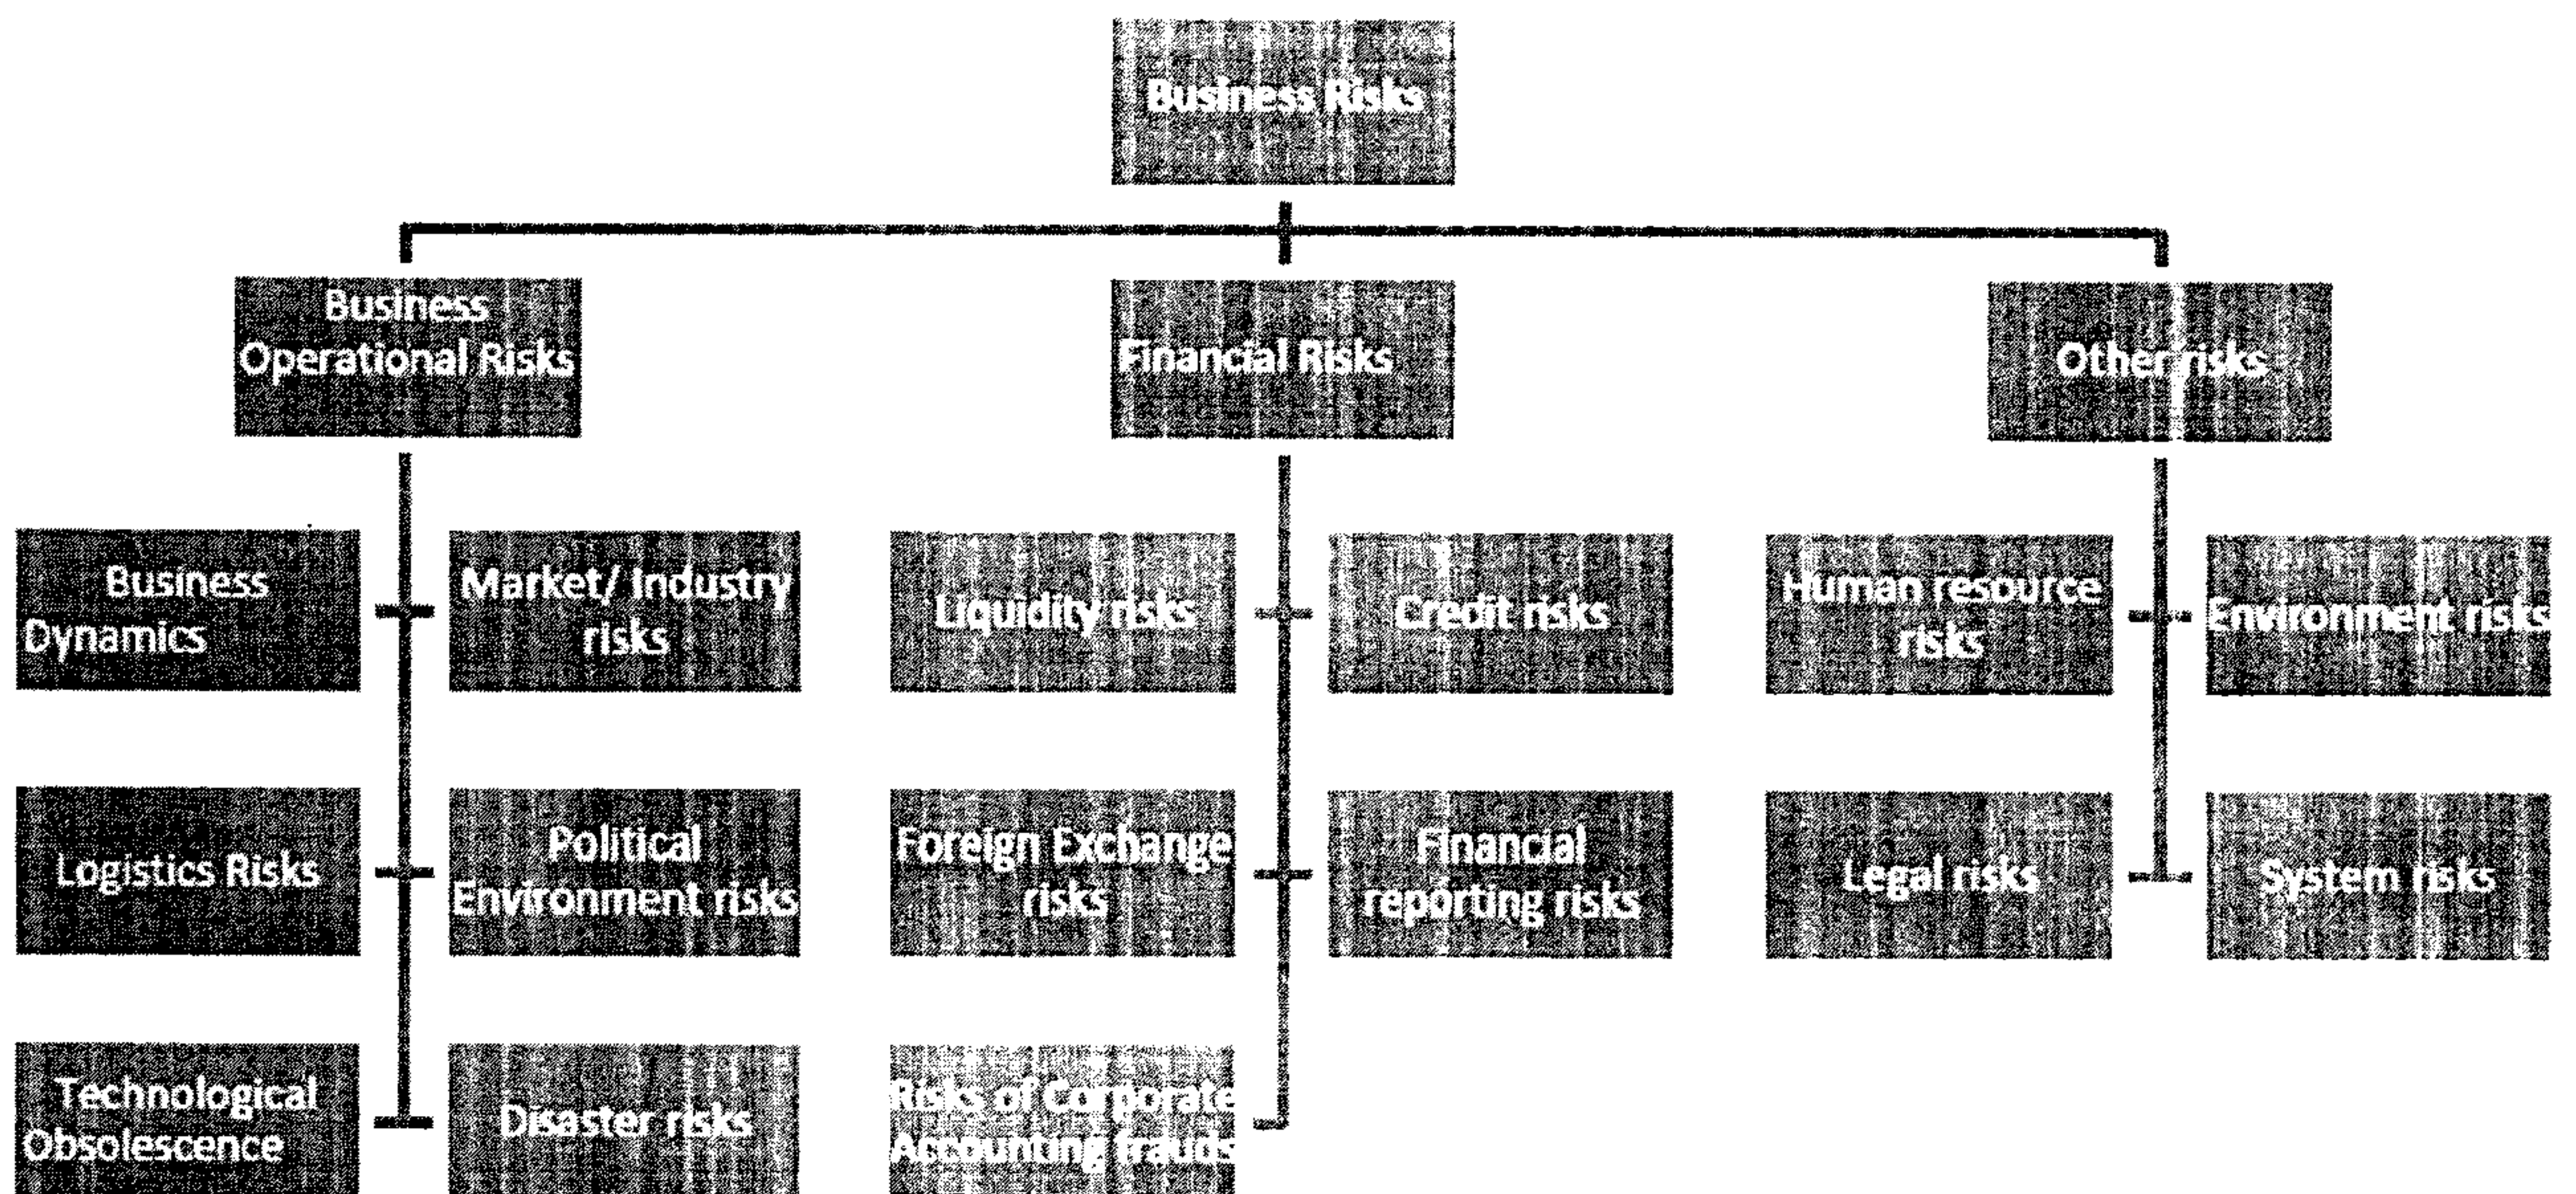 Business Risks
Business
Operational Risks
Financial Risks
Other risks
Business
Dynamics
Market/ Industry
risks
Logistics Risks
Political
Environment risks
Technological
Obsolescence
Disaster risks
Liquidity risks
Credit risks
Foreign Exchange
risks
Financial
reporting risks
Risks of Corporate
Accounting frauds
Human resource
risks
Environment risks
Legal risks
System risks